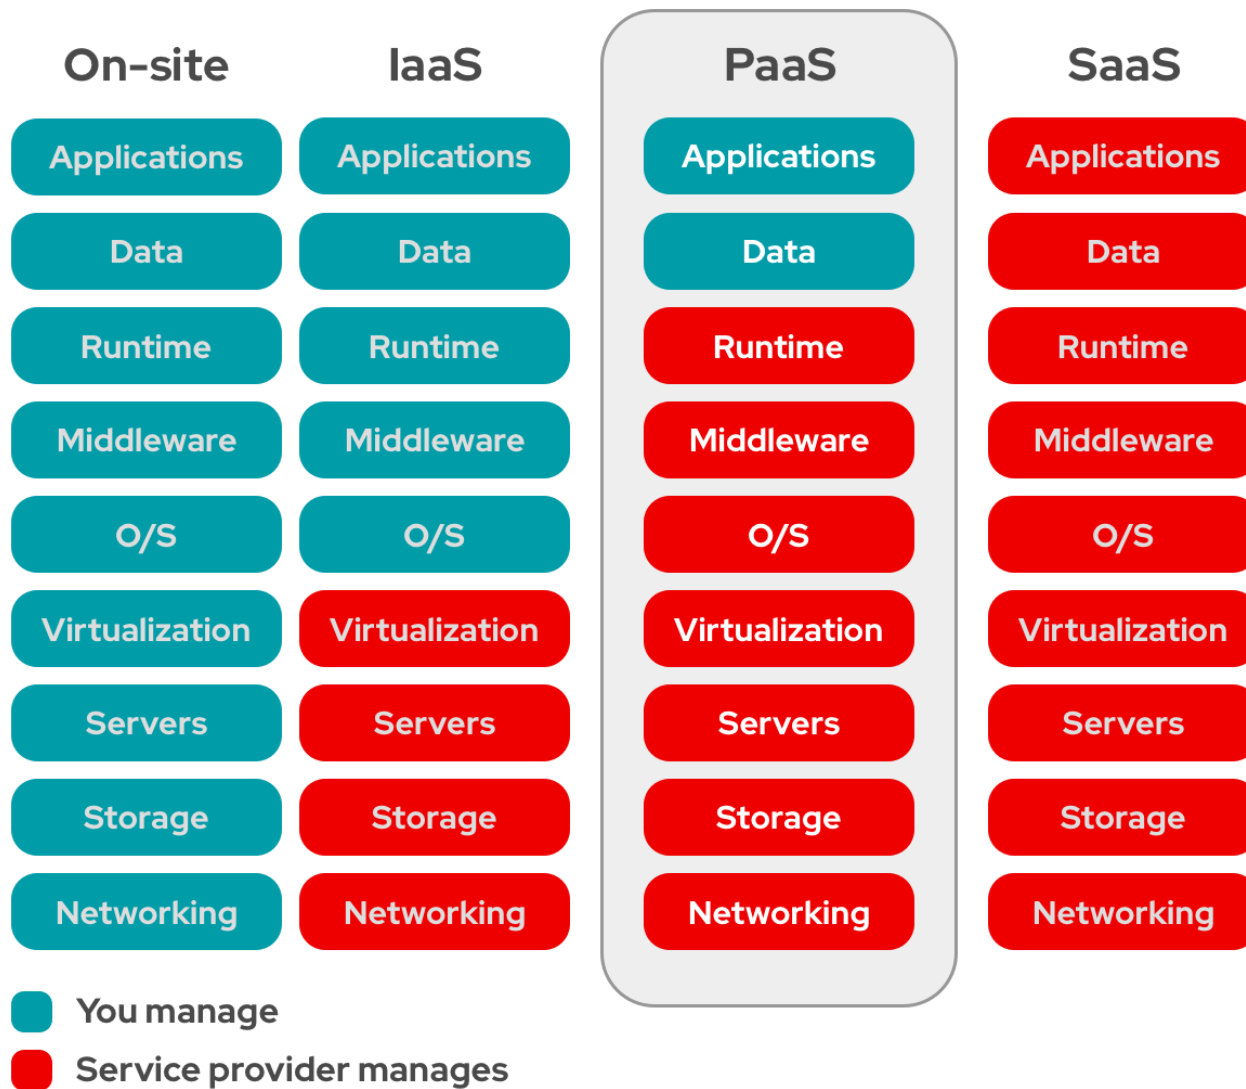 On-site IaaS PaaS SaaS
Applications Applications Applications Applications
Data Data Data Data
Runtime Runtime Runtime Runtime
Middleware Middleware Middleware Middleware
O/S O/S O/S O/S
Virtualization Virtualization Virtualization Virtualization
Servers Servers Servers Servers
Storage Storage Storage Storage
Networking Networking Networking Networking
You manage
Service provider manages